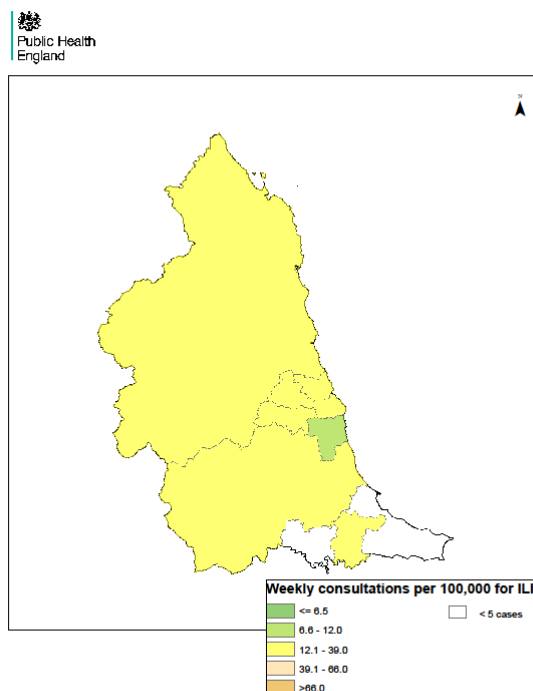 Public Health
England
N
Weekly consultations per 100,000 for ILI
<= 6.5
< 5 cases
6.6 - 12.0
12.1 - 39.0
39.1 - 66.0
>66.0